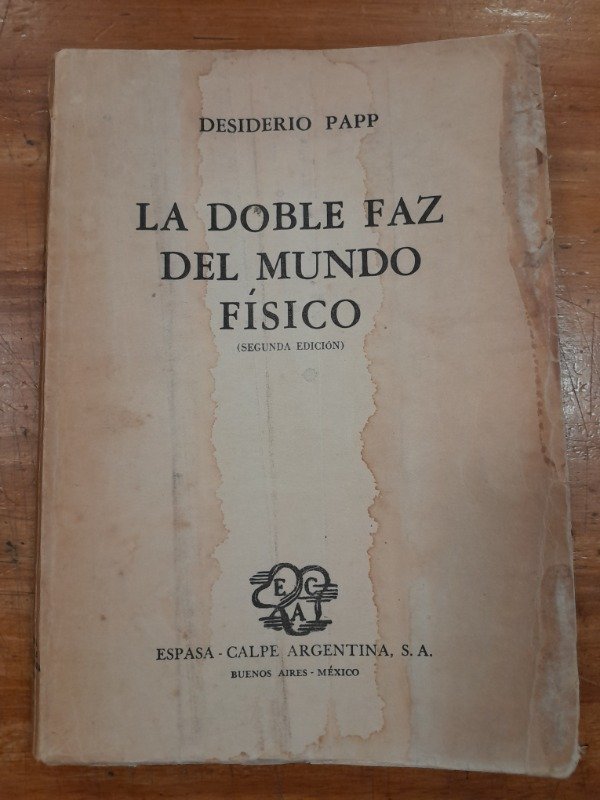 DESIDERIO PAPP
LA DOBLE FAZ
DEL MUNDO
FÍSICO
(SEGUNDA EDICIÓN)
E C
A
ESPASA - CALPE ARGENTINA, S. A.
BUENOS AIRES - MÉXICO